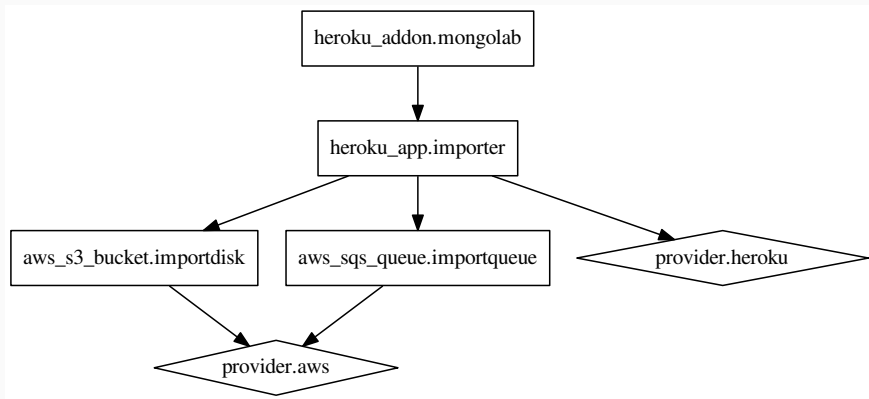 heroku_addon.mongolab
heroku_app.importer
aws_s3_bucket.importdisk
aws_sqs_queue.importqueue
provider.heroku
provider.aws